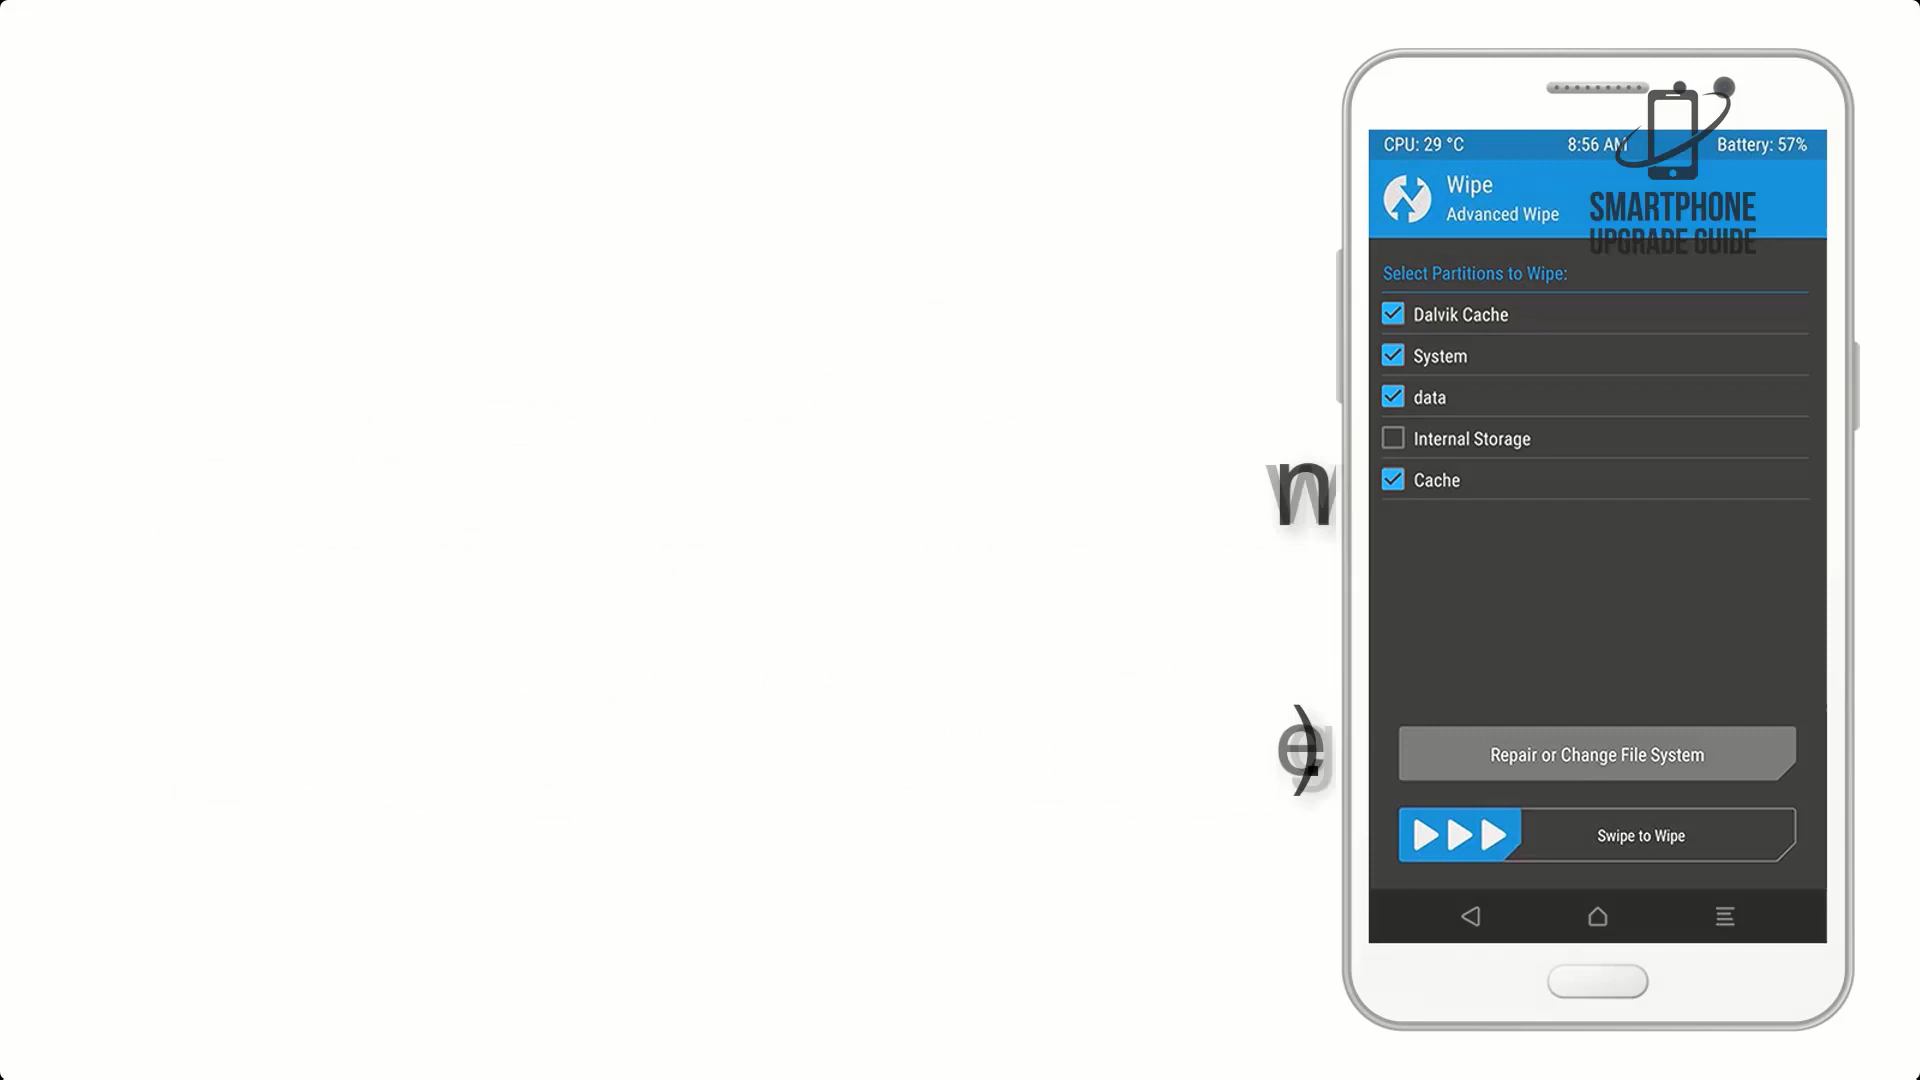 CPU: 29 °C 8:56 AM Battery: 57%
Wipe
Advanced Wipe
SMARTPHONE
UPGRADE GUIDE
Select Partitions to Wipe:
Dalvik Cache
System
data
Internal Storage
Cache
Repair or Change File System
Swipe to Wipe